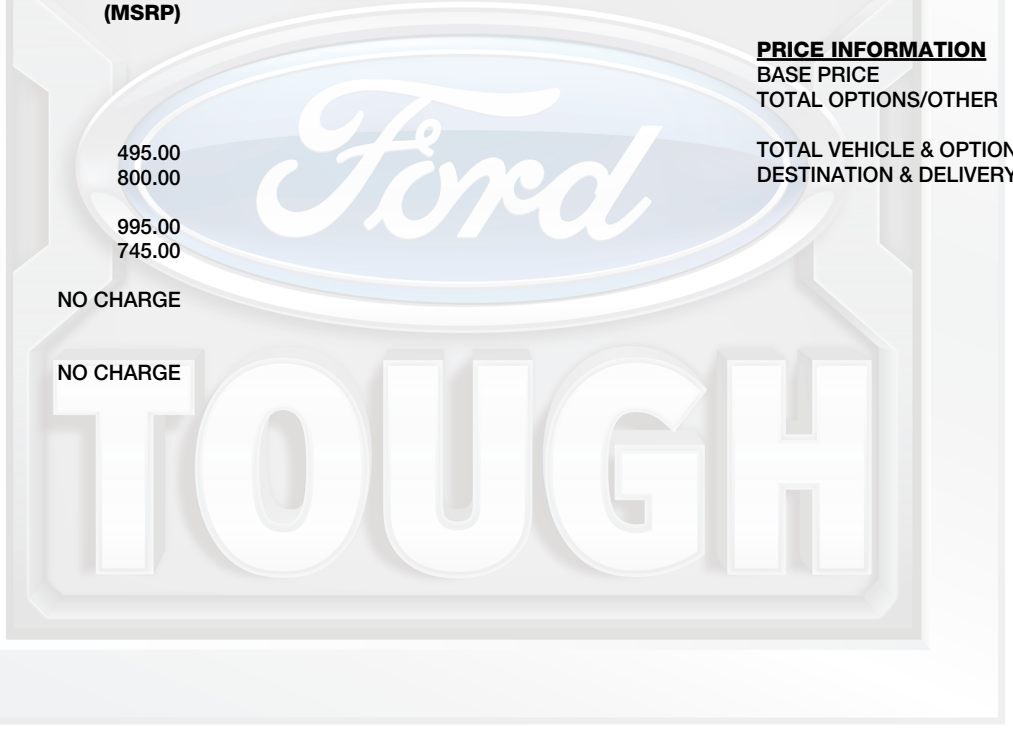 (MSRP)
495.00
800.00
995.00
745.00
NO CHARGE
NO CHARGE
PRICE INFORMATION
BASE PRICE
TOTAL OPTIONS/OTHER
TOTAL VEHICLE & OPTION
DESTINATION & DELIVERY
Ford
TOUGH